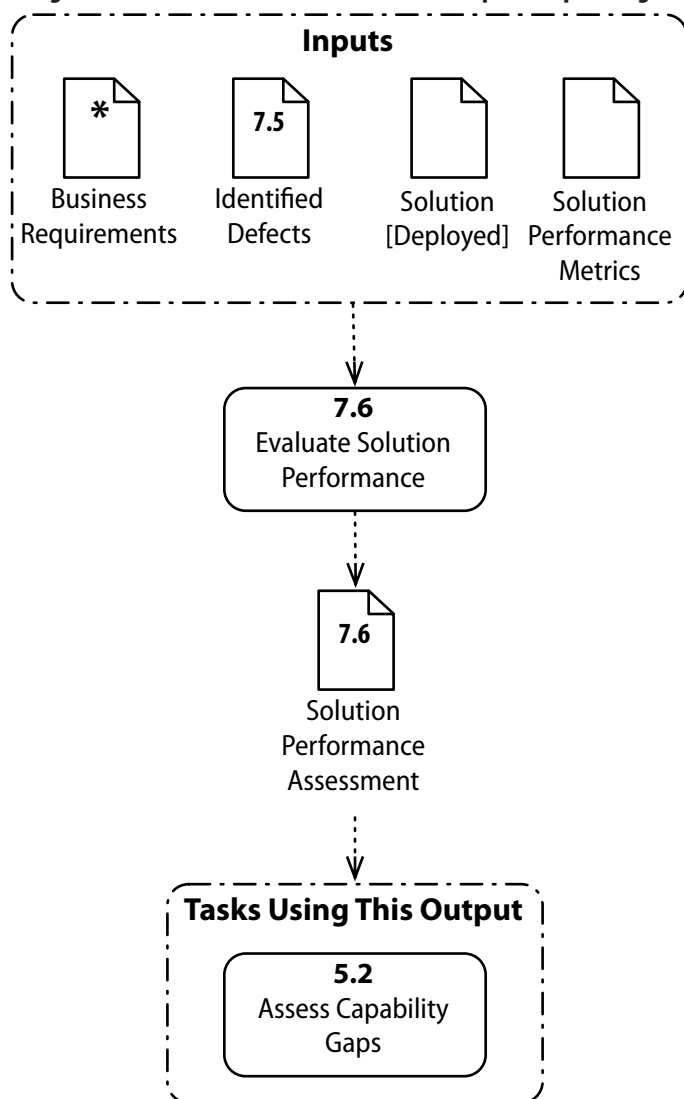 Inputs
*
7.5
Business
Requirements
Identified
Defects
Solution
[Deployed]
Solution
Performance
Metrics
7.6
Evaluate Solution
Performance
7.6
Solution
Performance
Assessment
Tasks Using This Output
5.2
Assess Capability
Gaps